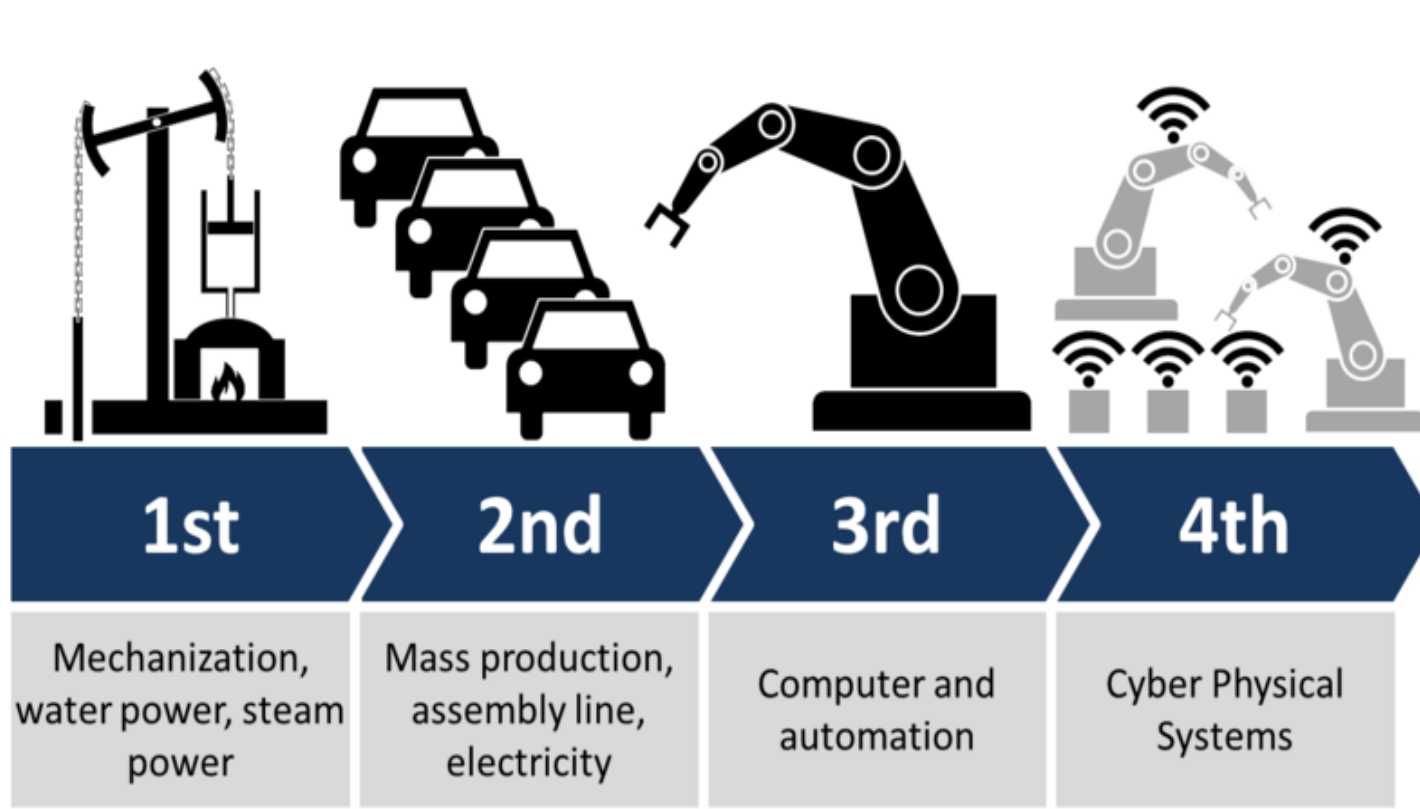 1st
2nd
3rd
4th
Mechanization,
water power, steam
power
Mass production,
assembly line,
electricity
Computer and
automation
Cyber Physical
Systems